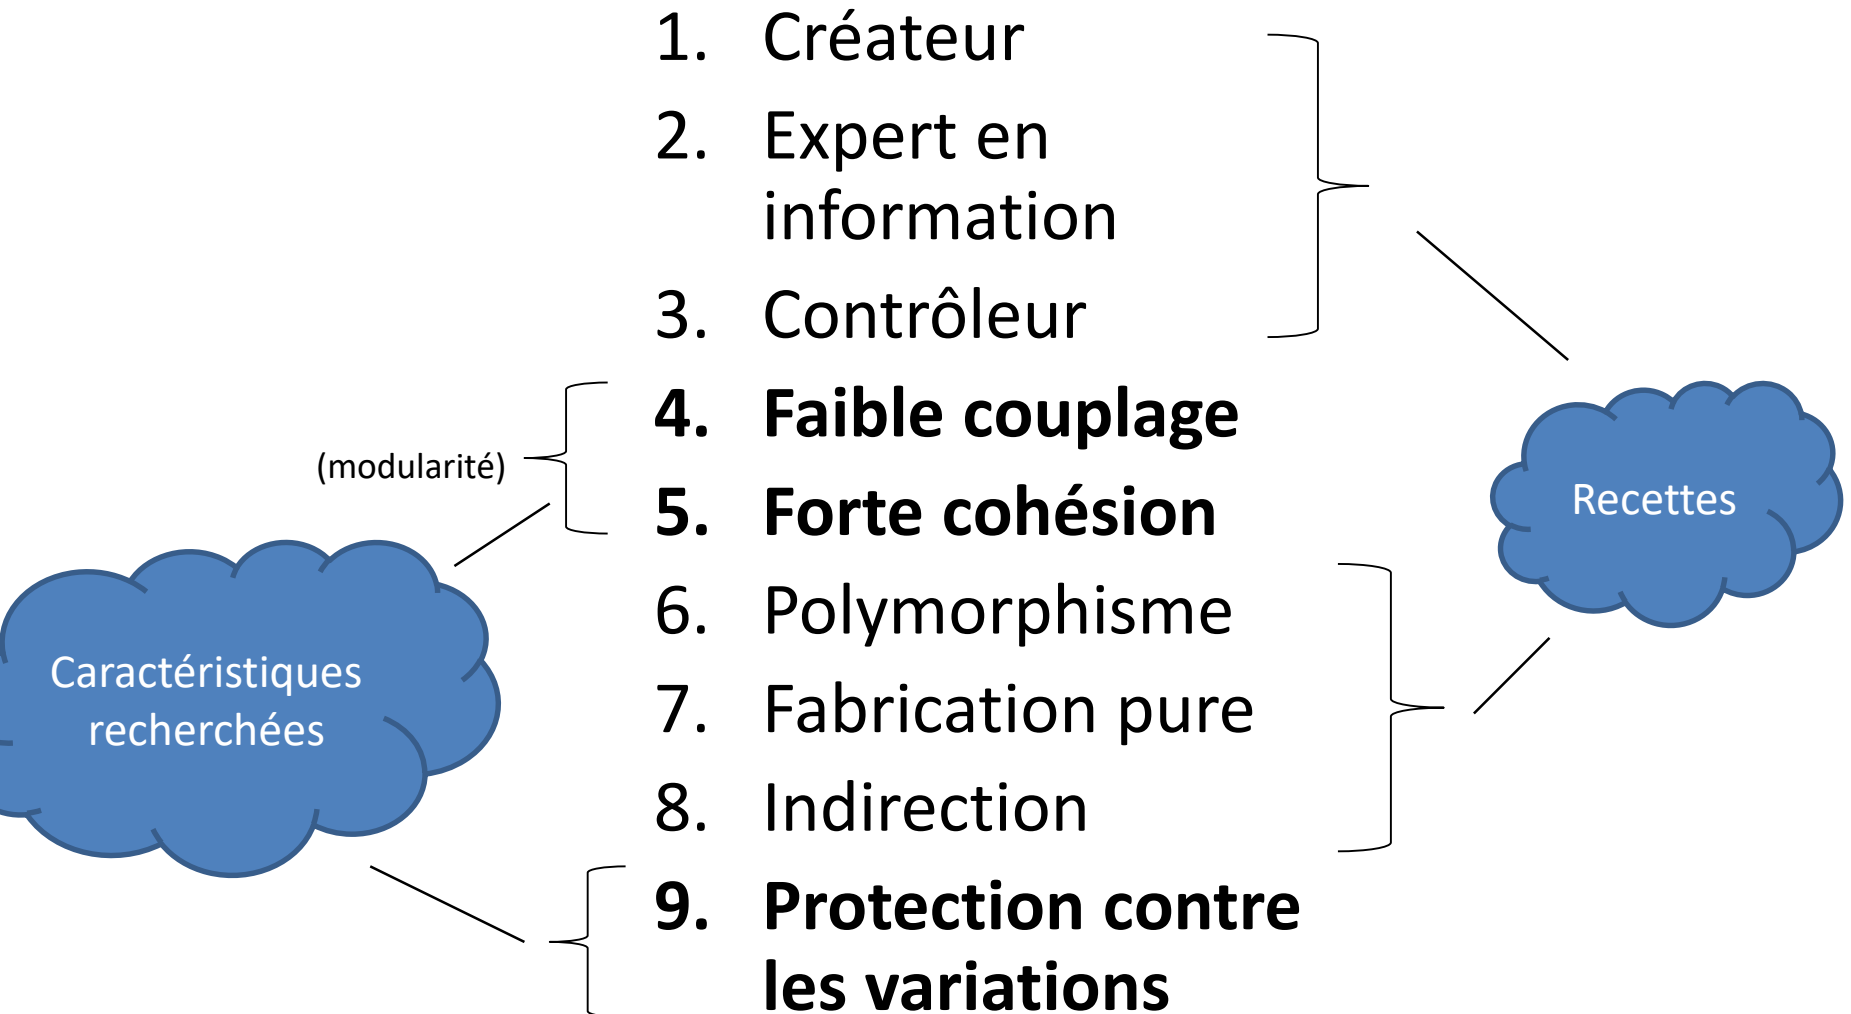 1. Créateur
2. Expert en
information
3. Contrôleur
4. Faible couplage
(modularité)
5. Forte cohésion
Recettes
6. Polymorphisme
Caractéristiques
recherchées
7. Fabrication pure
8. Indirection
9. Protection contre
les variations